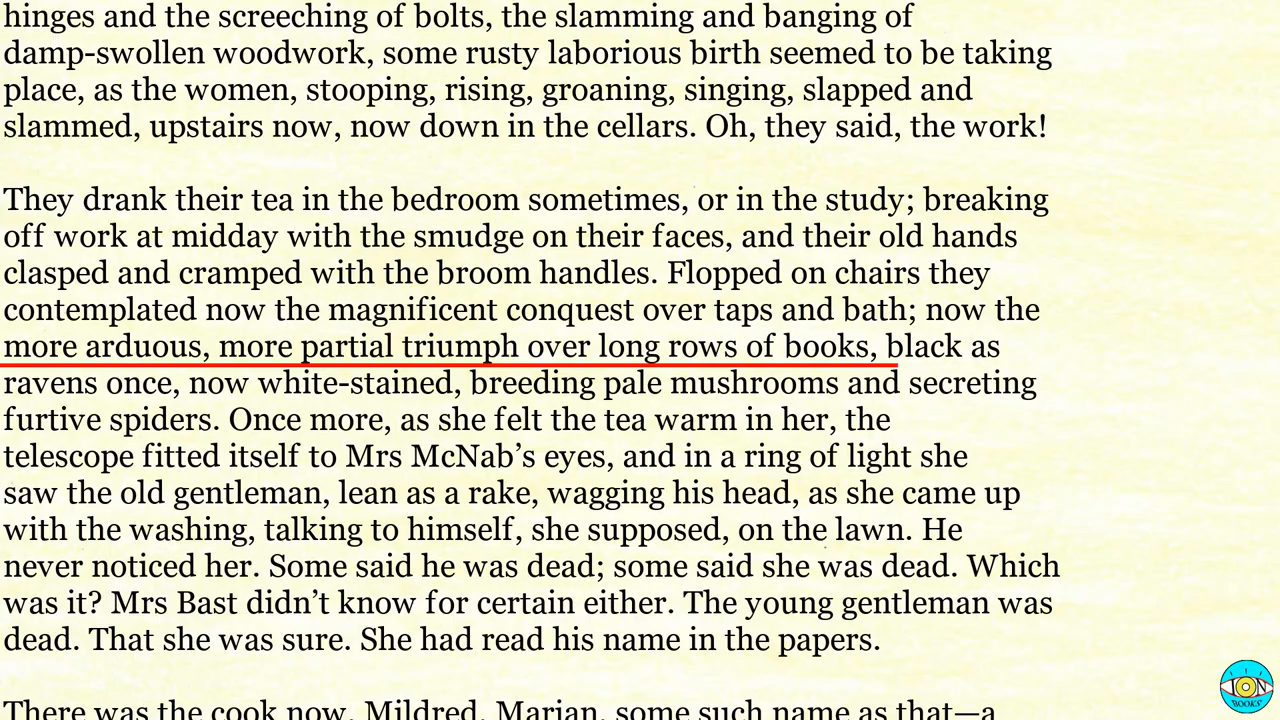 hinges and the screeching of bolts, the slamming and banging of
damp-swollen woodwork, some rusty laborious birth seemed to be taking
place, as the women, stooping, rising, groaning, singing, slapped and
slammed, upstairs now, now down in the cellars. Oh, they said, the work!
They drank their tea in the bedroom sometimes, or in the study; breaking
off work at midday with the smudge on their faces, and their old hands
clasped and cramped with the broom handles. Flopped on chairs they
contemplated now the magnificent conquest over taps and bath; now the
more arduous, more partial triumph over long rows of books, black as
ravens once, now white-stained, breeding pale mushrooms and secreting
furtive spiders. Once more, as she felt the tea warm in her, the
telescope fitted itself to Mrs McNab’s eyes, and in a ring of light she
saw the old gentleman, lean as a rake, wagging his head, as she came up
with the washing, talking to himself, she supposed, on the lawn. He
never noticed her. Some said he was dead; some said she was dead. Which
was it? Mrs Bast didn’t know for certain either. The young gentleman was
dead. That she was sure. She had read his name in the papers.
There was the cook now, Mildred, Marian, some such name as that—a
ION
BOOKS